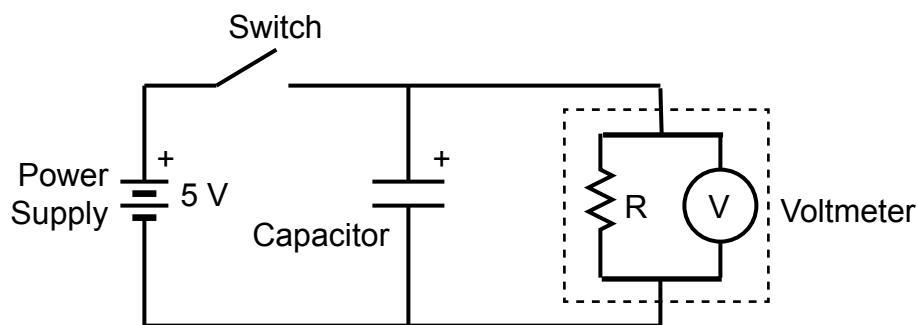 Switch
+
+
Power
Supply
5 V
Capacitor
R
V
Voltmeter